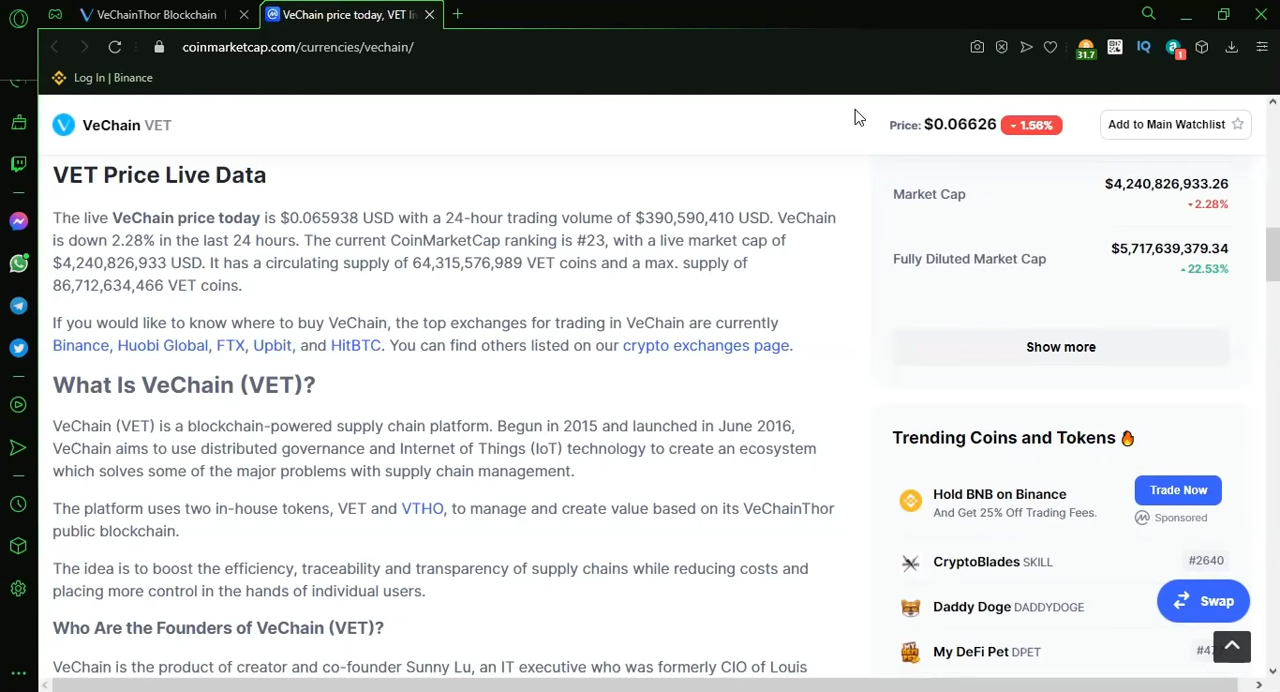 VeChainThor Blockchain
VeChain price today, VET li
coinmarketcap.com/currencies/vechain/
31.7
IQ
a
1
Log In | Binance
VeChain VET
Price: $0.06626
1.56%
Add to Main Watchlist
VET Price Live Data
The live VeChain price today is $0.065938 USD with a 24-hour trading volume of $390,590,410 USD. VeChain
is down 2.28% in the last 24 hours. The current CoinMarketCap ranking is #23, with a live market cap of
$4,240,826,933 USD. It has a circulating supply of 64,315,576,989 VET coins and a max. supply of
86,712,634,466 VET coins.
If you would like to know where to buy VeChain, the top exchanges for trading in VeChain are currently
Binance, Huobi Global, FTX, Upbit, and HitBTC. You can find others listed on our crypto exchanges page.
What Is VeChain (VET)?
VeChain (VET) is a blockchain-powered supply chain platform. Begun in 2015 and launched in June 2016,
VeChain aims to use distributed governance and Internet of Things (IoT) technology to create an ecosystem
which solves some of the major problems with supply chain management.
The platform uses two in-house tokens, VET and VTHO, to manage and create value based on its VeChainThor
public blockchain.
The idea is to boost the efficiency, traceability and transparency of supply chains while reducing costs and
placing more control in the hands of individual users.
Who Are the Founders of VeChain (VET)?
VeChain is the product of creator and co-founder Sunny Lu, an IT executive who was formerly CIO of Louis
Market Cap
$4,240,826,933.26
2.28%
Fully Diluted Market Cap
$5,717,639,379.34
22.53%
Show more
Trending Coins and Tokens 🔥
Hold BNB on Binance
And Get 25% Off Trading Fees.
Trade Now
Sponsored
CryptoBlades SKILL
#2640
Daddy Doge DADDYDOGE
Swap
My DeFi Pet DPET